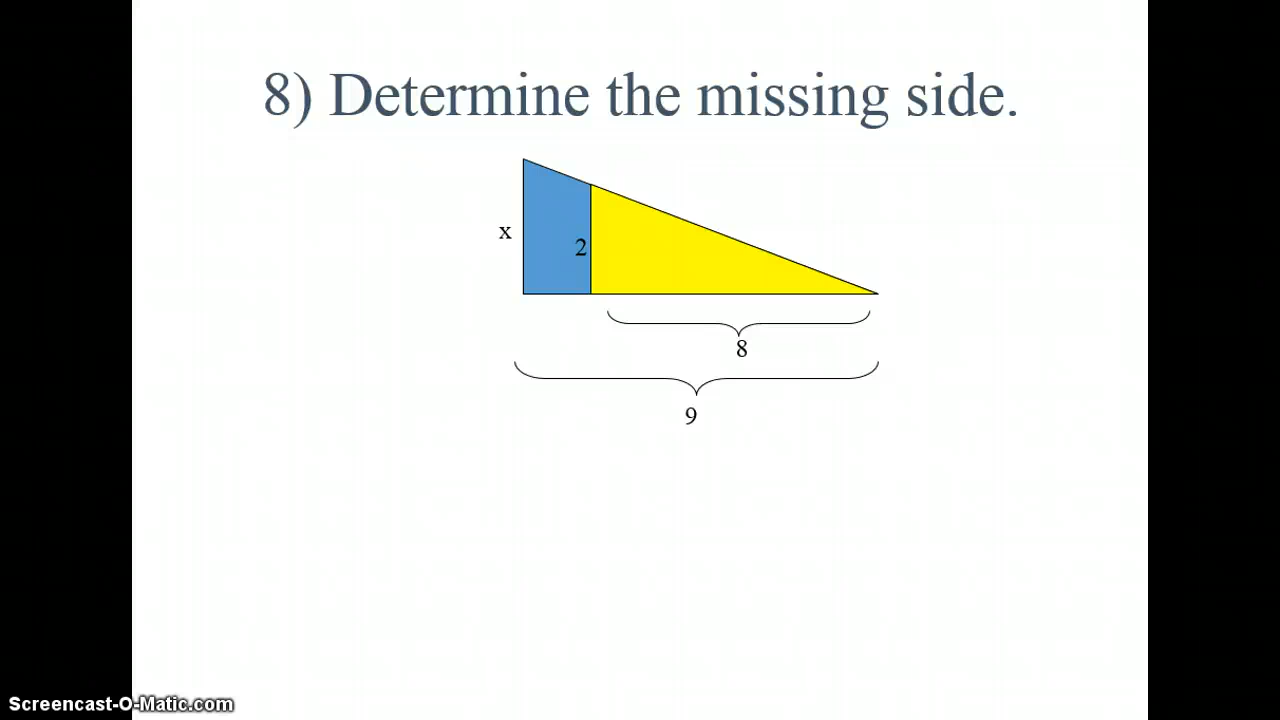 8) Determine the missing side.
x
2
8
9
Screencast-O-Matic.com